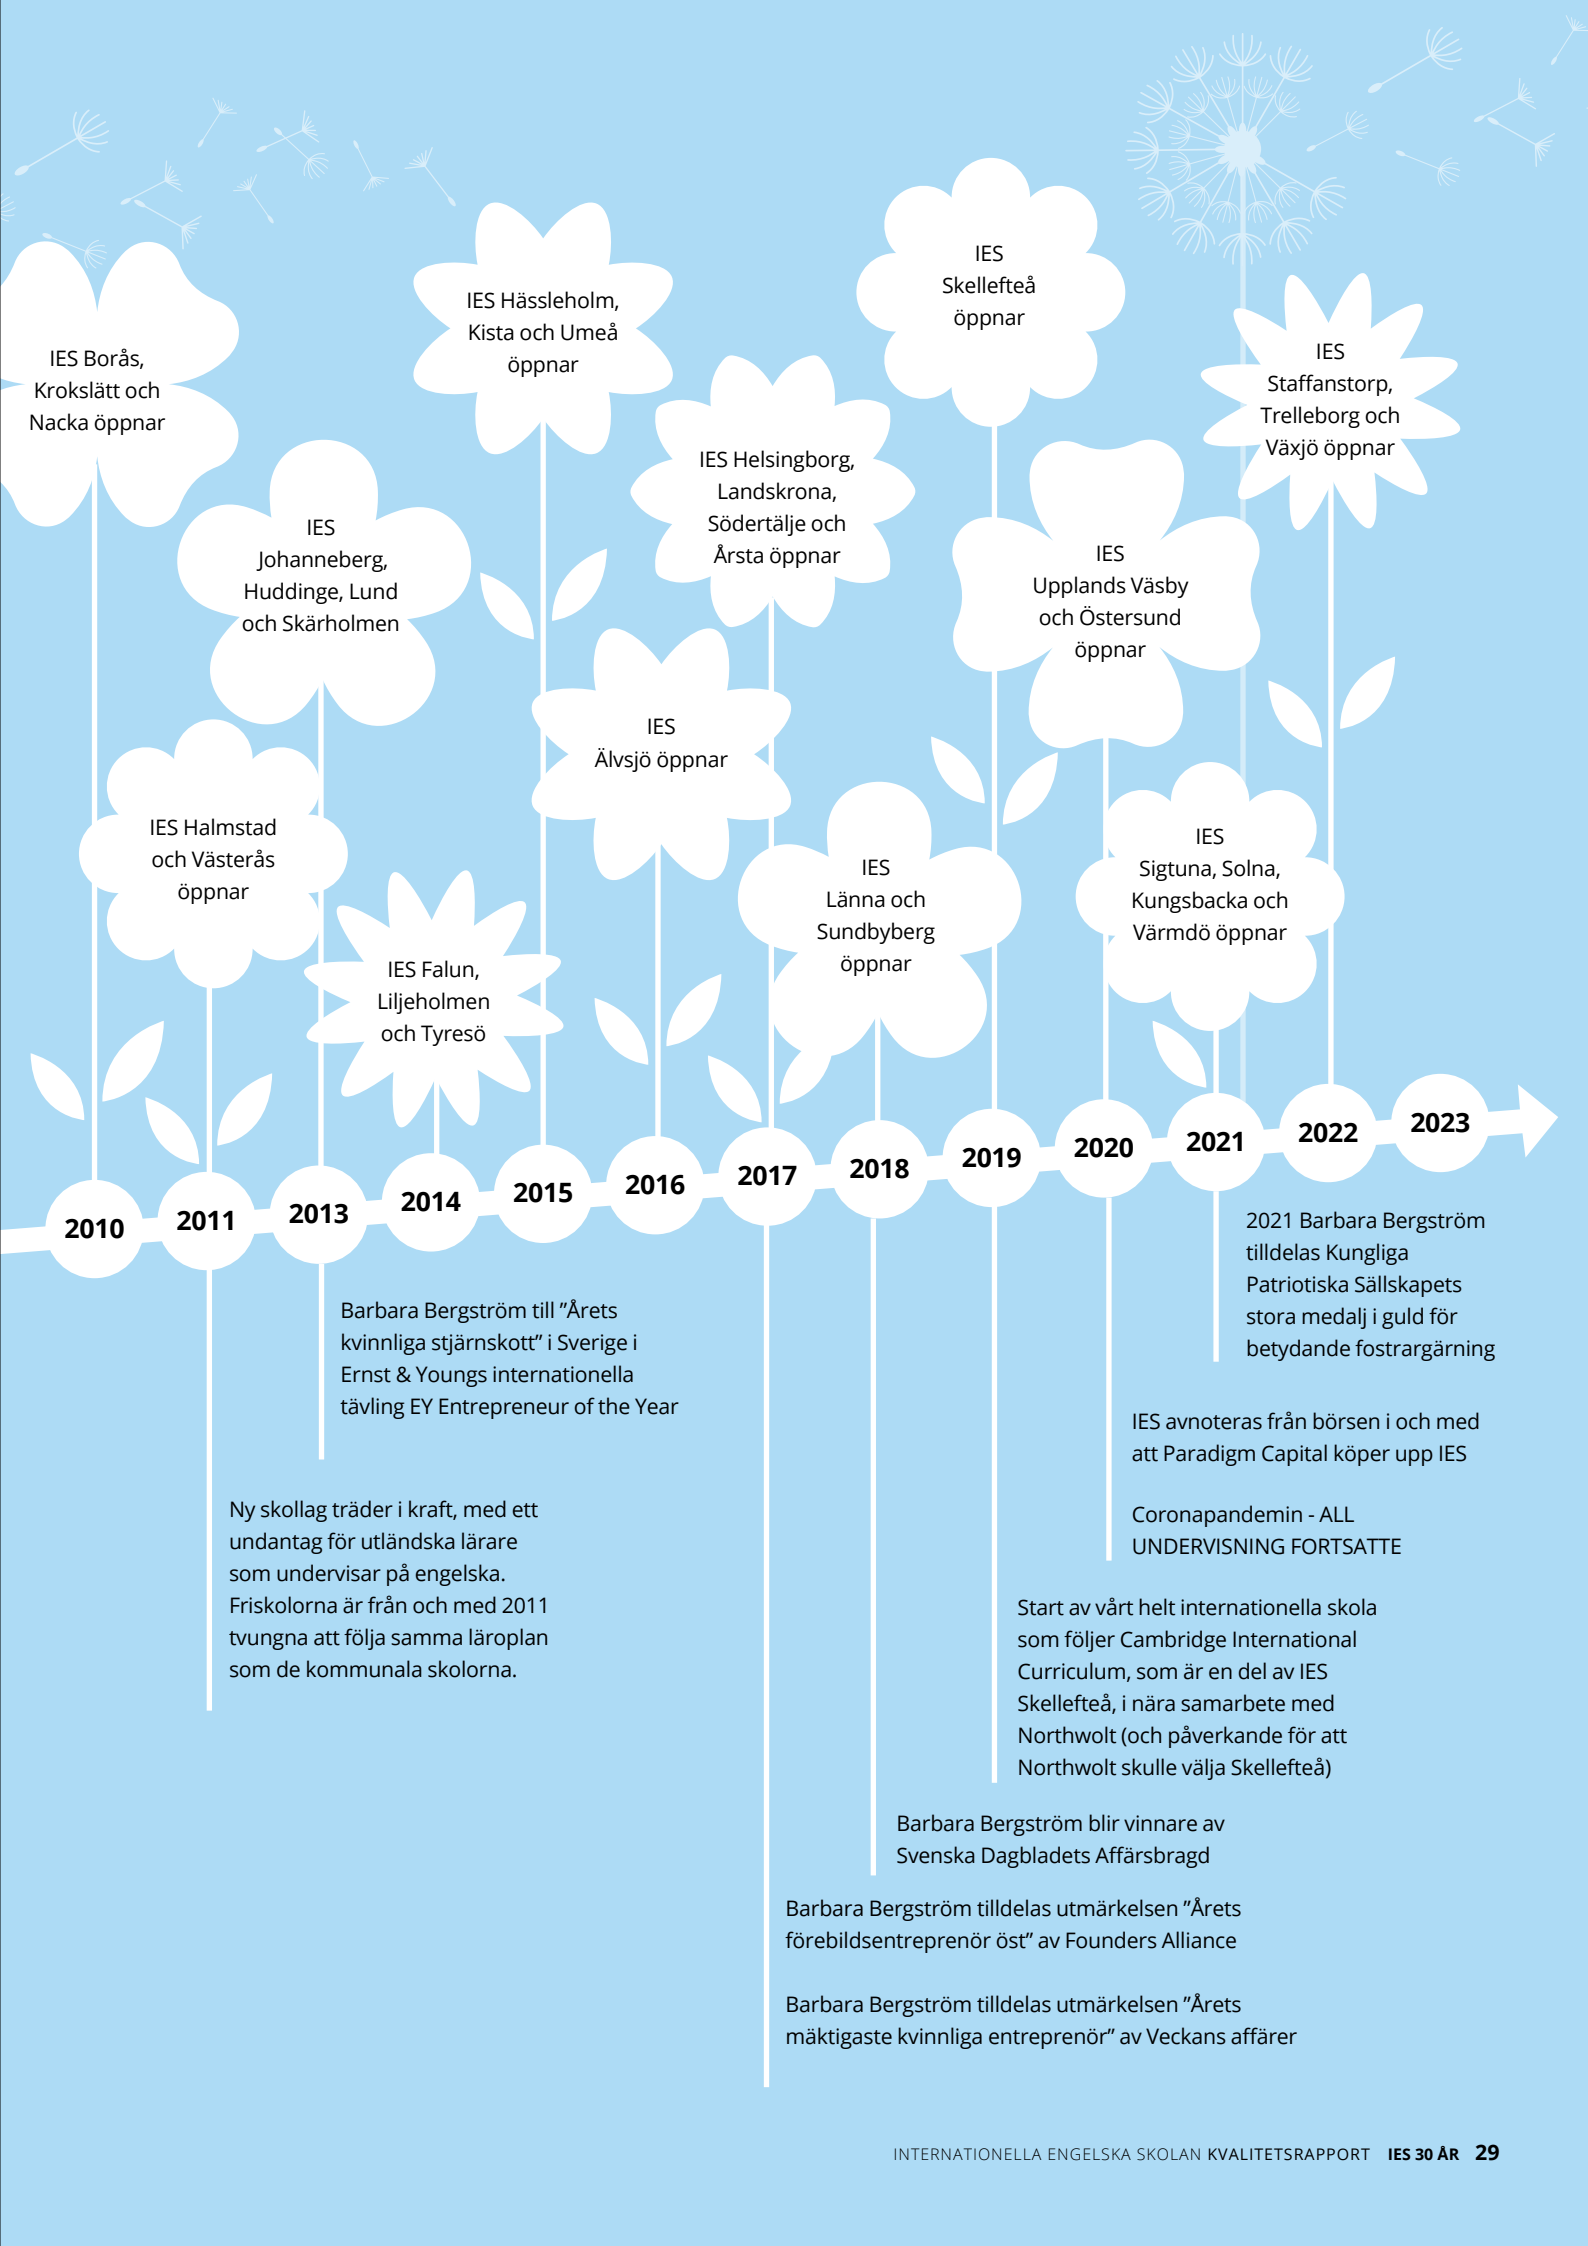 IES Borås,
Krokslätt och
Nacka öppnar
IES Halmstad
och Västerås
öppnar
IES
Johanneberg,
Huddinge, Lund
och Skärholmen
IES Falun,
Liljeholmen
och Tyresö
IES Hässleholm,
Kista och Umeå
öppnar
IES
Älvsjö öppnar
IES Helsingborg,
Landskrona,
Södertälje och
Årsta öppnar
IES
Länna och
Sundbyberg
öppnar
IES
Skellefteå
öppnar
IES
Upplands Väsby
och Östersund
öppnar
IES
Sigtuna, Solna,
Kungsbacka och
Värmdö öppnar
IES
Staffanstorp,
Trelleborg och
Växjö öppnar
2010
2011
2013
2014
2015
2016
2017
2018
2019
2020
2021
2022
2023
2021 Barbara Bergström
tilldelas Kungliga
Patriotiska Sällskapets
stora medalj i guld för
betydande fostrargärning
Barbara Bergström till ”Årets
kvinnliga stjärnskott” i Sverige i
Ernst & Youngs internationella
tävling EY Entrepreneur of the Year
IES avnoteras från börsen i och med
att Paradigm Capital köper upp IES
Coronapandemin - ALL
UNDERVISNING FORTSATTE
Ny skollag träder i kraft, med ett
undantag för utländska lärare
som undervisar på engelska.
Friskolorna är från och med 2011
tvungna att följa samma läroplan
som de kommunala skolorna.
Start av vårt helt internationella skola
som följer Cambridge International
Curriculum, som är en del av IES
Skellefteå, i nära samarbete med
Northwolt (och påverkande för att
Northwolt skulle välja Skellefteå)
Barbara Bergström blir vinnare av
Svenska Dagbladets Affärsbragd
Barbara Bergström tilldelas utmärkelsen ”Årets
förebildsentreprenör öst” av Founders Alliance
Barbara Bergström tilldelas utmärkelsen ”Årets
mäktigaste kvinnliga entreprenör” av Veckans affärer
INTERNATIONELLA ENGELSKA SKOLAN KVALITETSRAPPORT IES 30 ÅR 29